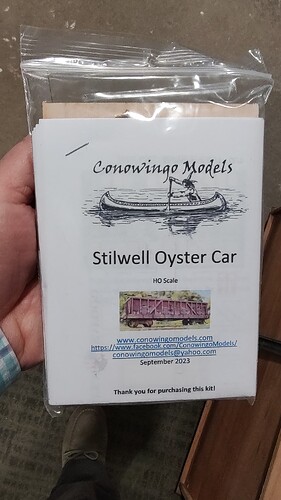 Conowingo Models
Stilwell Oyster Car
HO Scale
www.conowingomodels.com
https://www.facebook.com/ConowingoModels/
conowingomodels@yahoo.com
September 2023
Thank you for purchasing this kit!